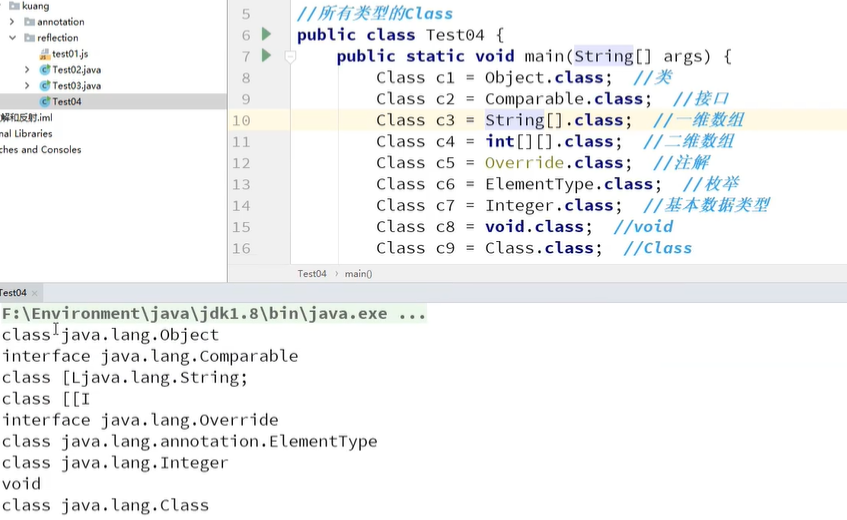 kuang
annotation
reflection
test01.js
Test02.java
Test03.java
Test04
解和反射.iml
nal Libraries
ches and Consoles
5 //所有类型的Class
6 public class Test04 {
7 public static void main(String[] args) {
8 Class c1 = Object.class; //类
9 Class c2 = Comparable.class; //接口
10 Class c3 = String[].class; //一维数组
11 Class c4 = int[][].class; //二维数组
12 Class c5 = Override.class; //注解
13 Class c6 = ElementType.class; //枚举
14 Class c7 = Integer.class; //基本数据类型
15 Class c8 = void.class; //void
16 Class c9 = Class.class; //Class
Test04 › main()
Test04 ×
F:\Environment\java\jdk1.8\bin\java.exe ...
class java.lang.Object
interface java.lang.Comparable
class [Ljava.lang.String;
class [[I
interface java.lang.Override
class java.lang.annotation.ElementType
class java.lang.Integer
void
class java.lang.Class